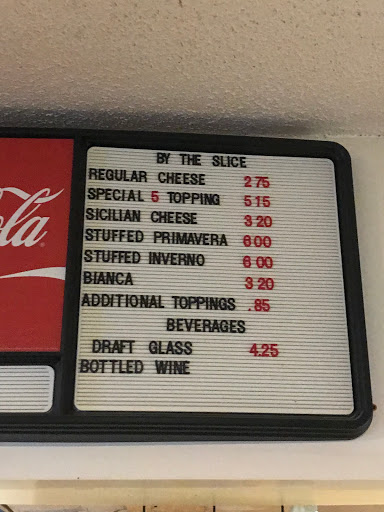 la
BY THE SLICE
REGULAR CHEESE 2 75
SPECIAL 5 TOPPING 5 15
SICILIAN CHEESE 3 20
STUFFED PRIMAVERA 6 00
STUFFED INVERNO 6 00
BIANCA 3 20
ADDITIONAL TOPPINGS .85
BEVERAGES
DRAFT GLASS 4.25
BOTTLED WINE